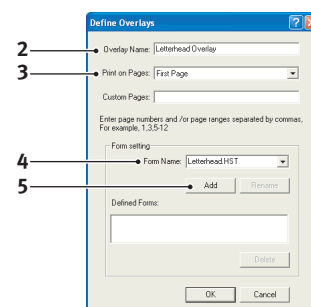 Define Overlays
2 Overlay Name: Letterhead Overlay
3 Print on Pages: First Page
Custom Pages:
Enter page numbers and /or page ranges separated by commas,
For example, 1,3,5-12
Form setting
4 Form Name: Letterhead.HST
5 Add Rename
Defined Forms:
Delete
OK Cancel